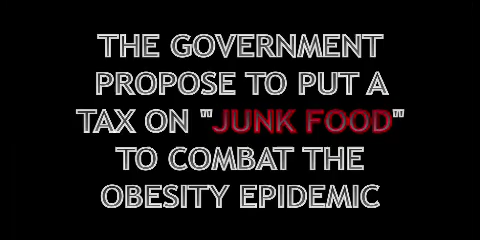 THE GOVERNMENT
PROPOSE TO PUT A
TAX ON "JUNK FOOD"
TO COMBAT THE
OBESITY EPIDEMIC